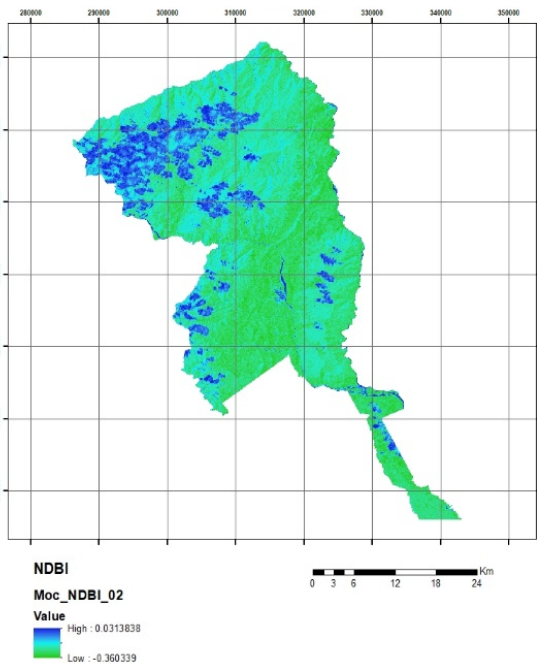 280000 290000 300000 310000 320000 330000 340000 350000
NDBI
Moc_NDBI_02
Value
High : 0.0313838
Low : -0.360339
Km
0 3 6 12 18 24